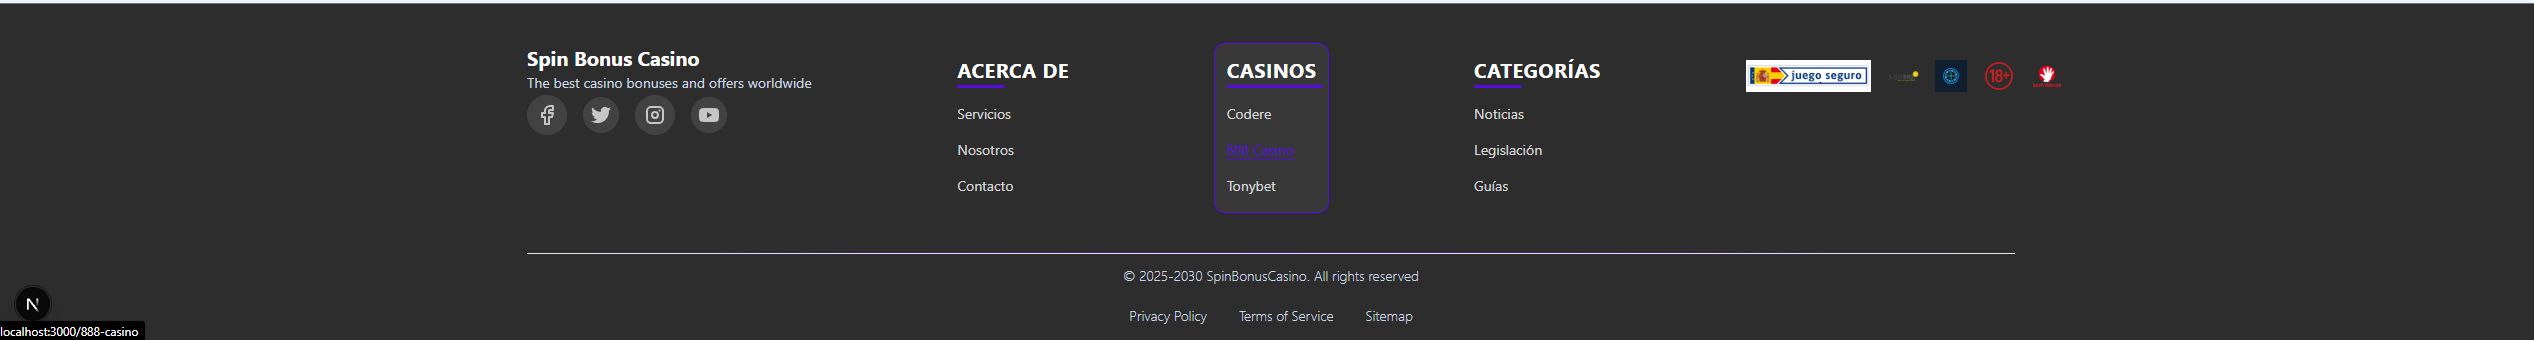 Spin Bonus Casino
The best casino bonuses and offers worldwide
ACERCA DE
Servicios
Nosotros
Contacto
CASINOS
Codere
888 Casino
Tonybet
CATEGORÍAS
Noticias
Legislación
Guías
juego seguro
18+
© 2025-2030 SpinBonusCasino. All rights reserved
Privacy Policy
Terms of Service
Sitemap
N
localhost:3000/888-casino